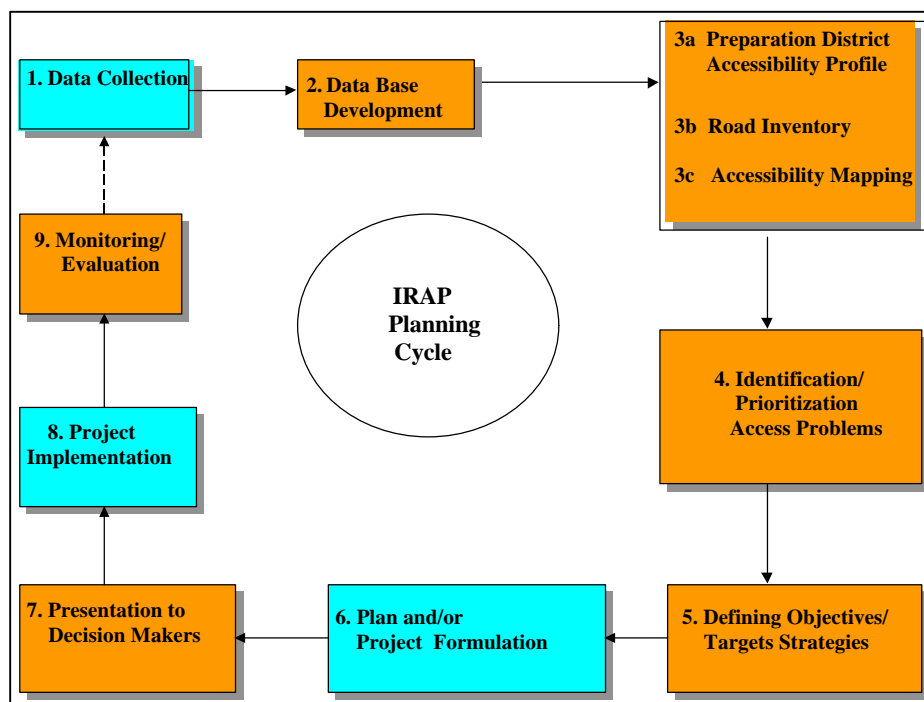 1. Data Collection
2. Data Base
Development
3a Preparation District
Accessibility Profile
3b Road Inventory
3c Accessibility Mapping
4. Identification/
Prioritization
Access Problems
5. Defining Objectives/
Targets Strategies
6. Plan and/or
Project Formulation
7. Presentation to
Decision Makers
8. Project
Implementation
9. Monitoring/
Evaluation
IRAP
Planning
Cycle